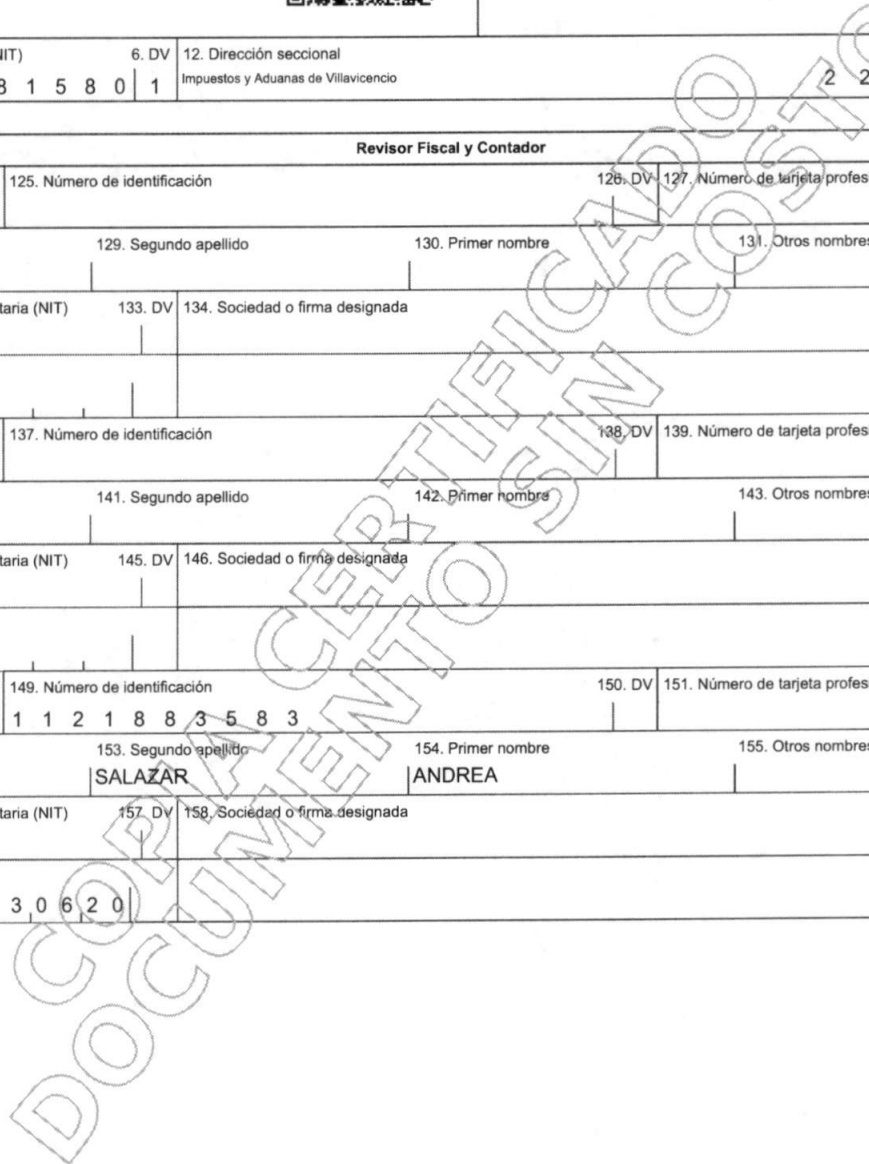 IIT) 6. DV 12. Dirección seccional
8 1 5 8 0 1 Impuestos y Aduanas de Villavicencio 2 2
Revisor Fiscal y Contador
125. Número de identificación 126. DV 127. Número de tarjeta profes
129. Segundo apellido 130. Primer nombre 131. Otros nombres
taria (NIT) 133. DV 134. Sociedad o firma designada
137. Número de identificación 138. DV 139. Número de tarjeta profes
141. Segundo apellido 142. Primer nombre 143. Otros nombres
taria (NIT) 145. DV 146. Sociedad o firma designada
149. Número de identificación 150. DV 151. Número de tarjeta profes
1 1 2 1 8 8 3 5 8 3
153. Segundo apellido 154. Primer nombre 155. Otros nombres
SALAZAR ANDREA
taria (NIT) 157. DV 158. Sociedad o firma designada
3 0 6 2 0
COPIA CERTIFICADO
DOCUMENTO SIN COSTO